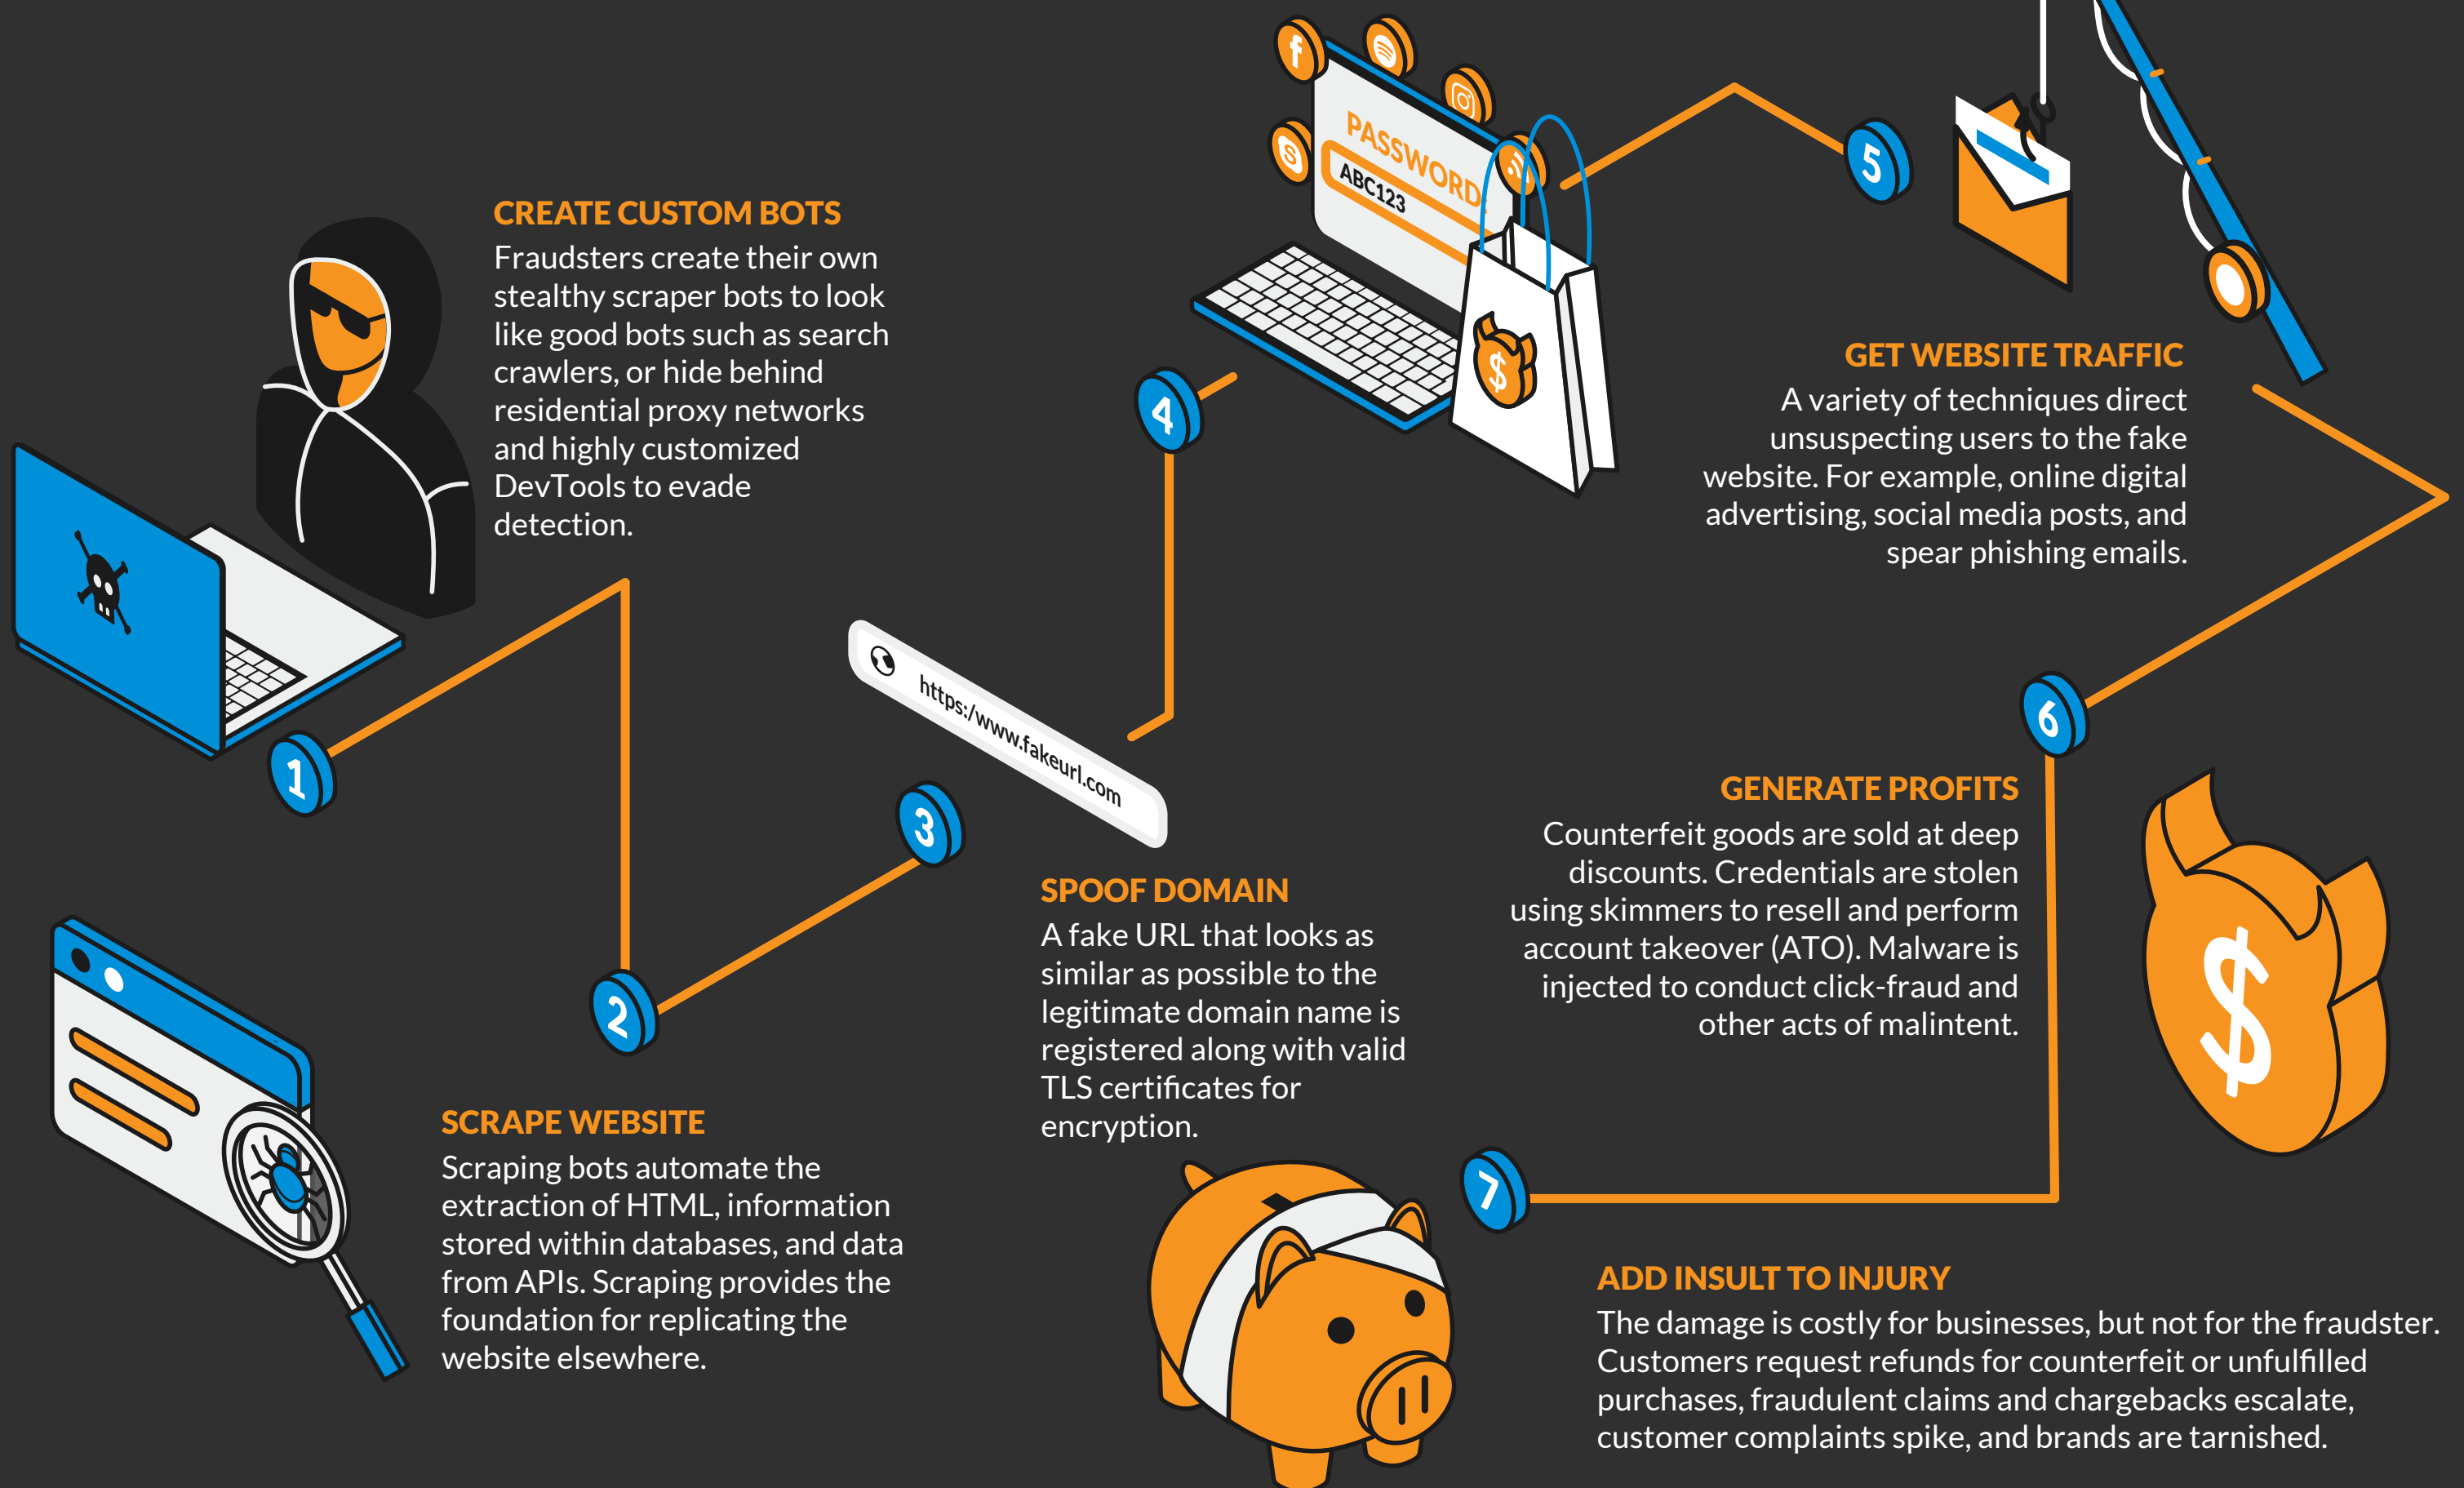 1
CREATE CUSTOM BOTS
Fraudsters create their own
stealthy scraper bots to look
like good bots such as search
crawlers, or hide behind
residential proxy networks
and highly customized
DevTools to evade
detection.
2
SCRAPE WEBSITE
Scraping bots automate the
extraction of HTML, information
stored within databases, and data
from APIs. Scraping provides the
foundation for replicating the
website elsewhere.
3
https:/www.fakeurl.com
SPOOF DOMAIN
A fake URL that looks as
similar as possible to the
legitimate domain name is
registered along with valid
TLS certificates for
encryption.
4
f
S
PASSWORD:
ABC123
$
5
GET WEBSITE TRAFFIC
A variety of techniques direct
unsuspecting users to the fake
website. For example, online digital
advertising, social media posts, and
spear phishing emails.
6
GENERATE PROFITS
Counterfeit goods are sold at deep
discounts. Credentials are stolen
using skimmers to resell and perform
account takeover (ATO). Malware is
injected to conduct click-fraud and
other acts of malintent.
$
7
ADD INSULT TO INJURY
The damage is costly for businesses, but not for the fraudster.
Customers request refunds for counterfeit or unfulfilled
purchases, fraudulent claims and chargebacks escalate,
customer complaints spike, and brands are tarnished.